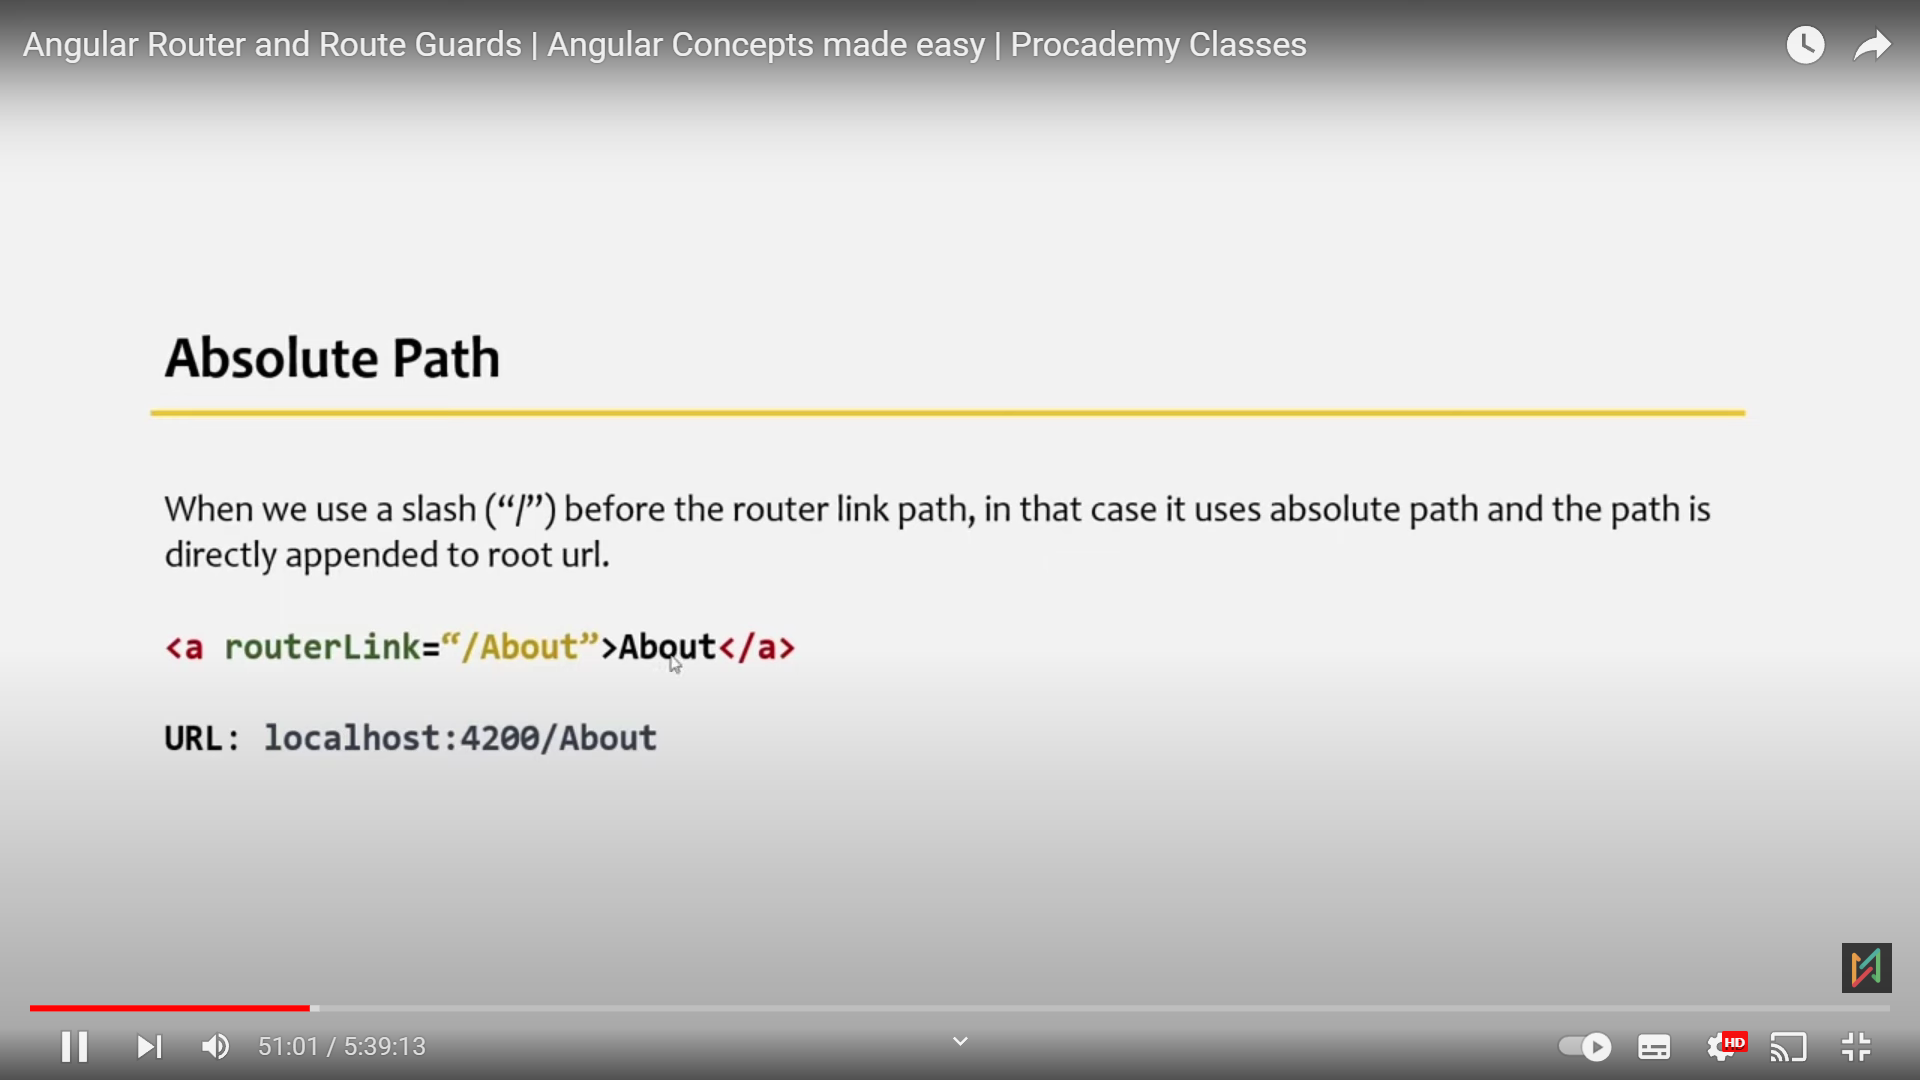 Angular Router and Route Guards | Angular Concepts made easy | Procademy Classes
Absolute Path
When we use a slash (“/”) before the router link path, in that case it uses absolute path and the path is
directly appended to root url.
<a routerLink=“/About”>About</a>
URL: localhost:4200/About
51:01 / 5:39:13
HD